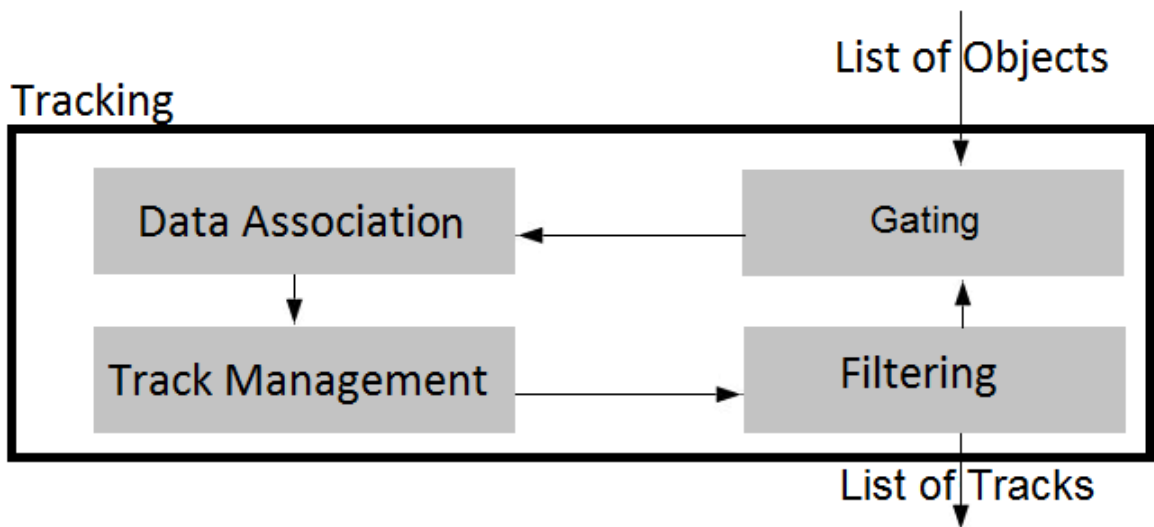 List of Objects
Tracking
Data Association
Gating
Track Management
Filtering
List of Tracks